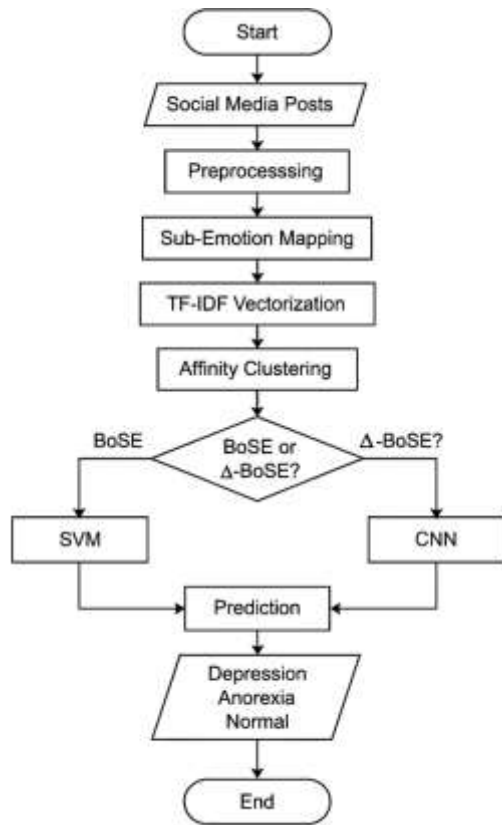 Start
Social Media Posts
Preprocesssing
Sub-Emotion Mapping
TF-IDF Vectorization
Affinity Clustering
BoSE
BoSE or
Δ-BoSE?
Δ-BoSE?
SVM
CNN
Prediction
Depression
Anorexia
Normal
End